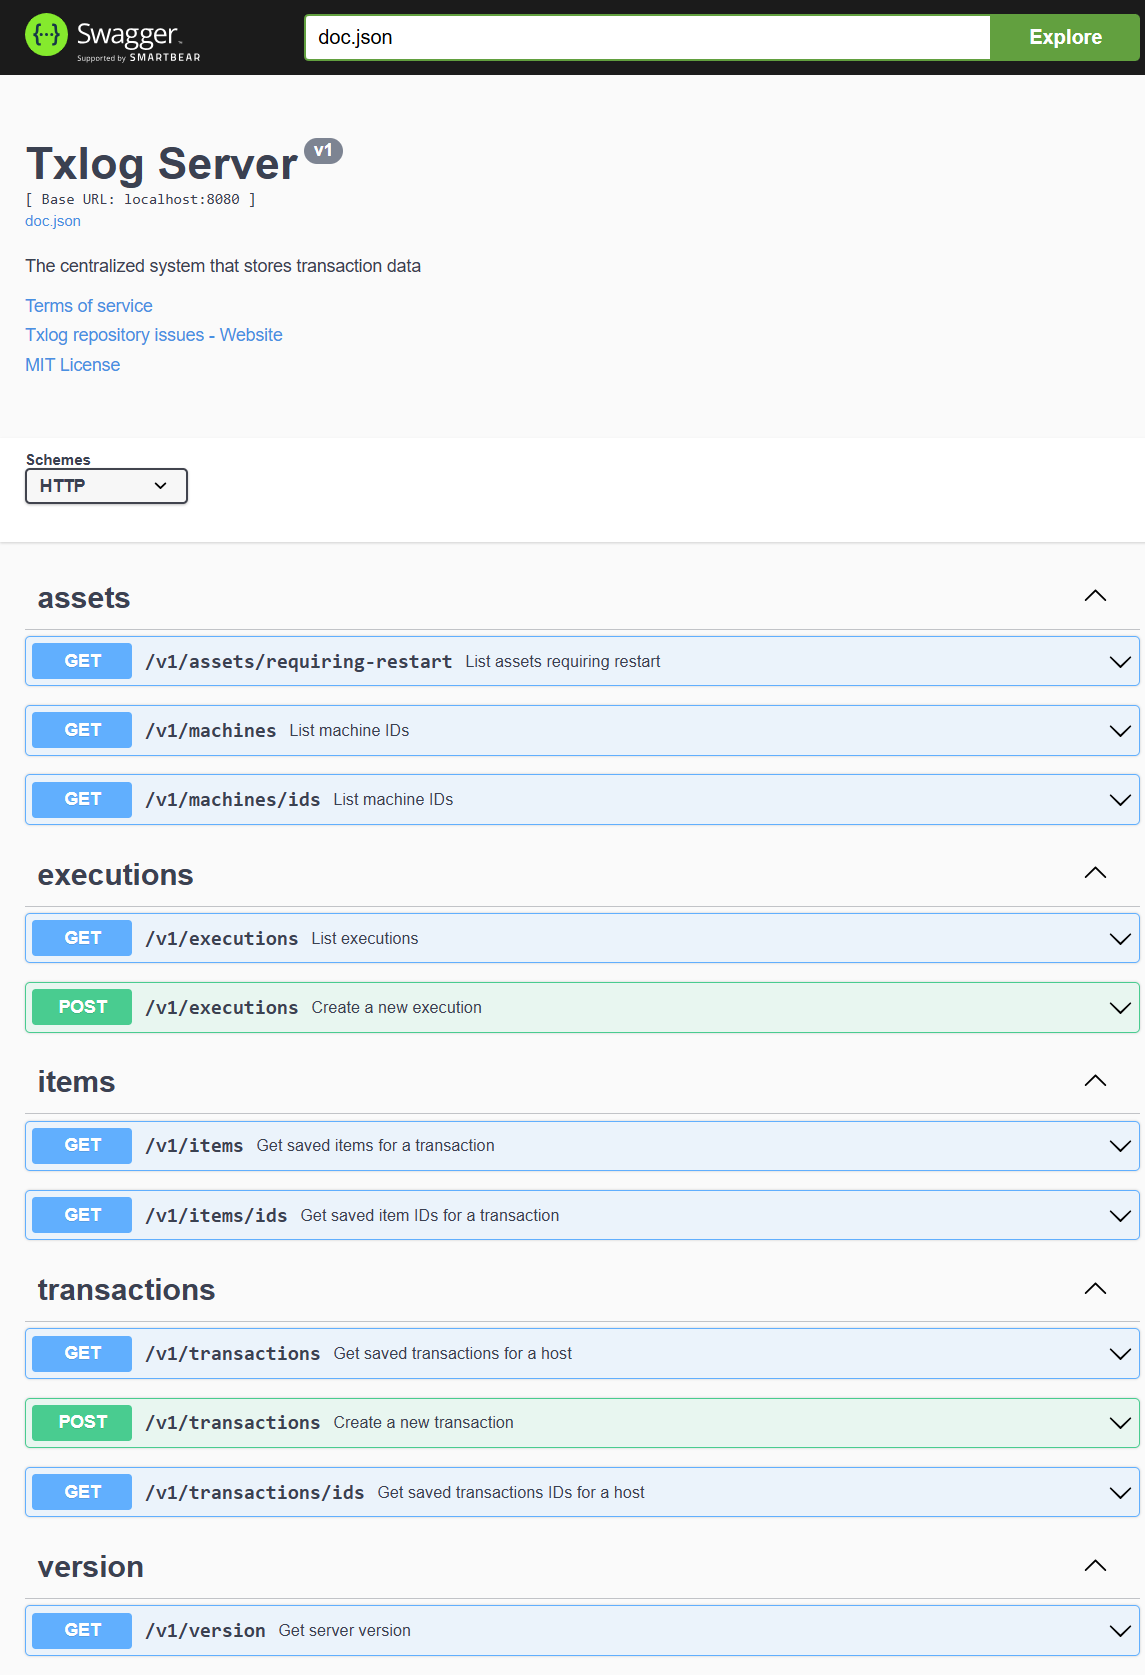 {···} Swagger
Supported by SMARTBEAR
doc.json
Explore
Txlog Server v1
[ Base URL: localhost:8080 ]
doc.json
The centralized system that stores transaction data
Terms of service
Txlog repository issues - Website
MIT License
Schemes
HTTP
assets
GET /v1/assets/requiring-restart List assets requiring restart
GET /v1/machines List machine IDs
GET /v1/machines/ids List machine IDs
executions
GET /v1/executions List executions
POST /v1/executions Create a new execution
items
GET /v1/items Get saved items for a transaction
GET /v1/items/ids Get saved item IDs for a transaction
transactions
GET /v1/transactions Get saved transactions for a host
POST /v1/transactions Create a new transaction
GET /v1/transactions/ids Get saved transactions IDs for a host
version
GET /v1/version Get server version